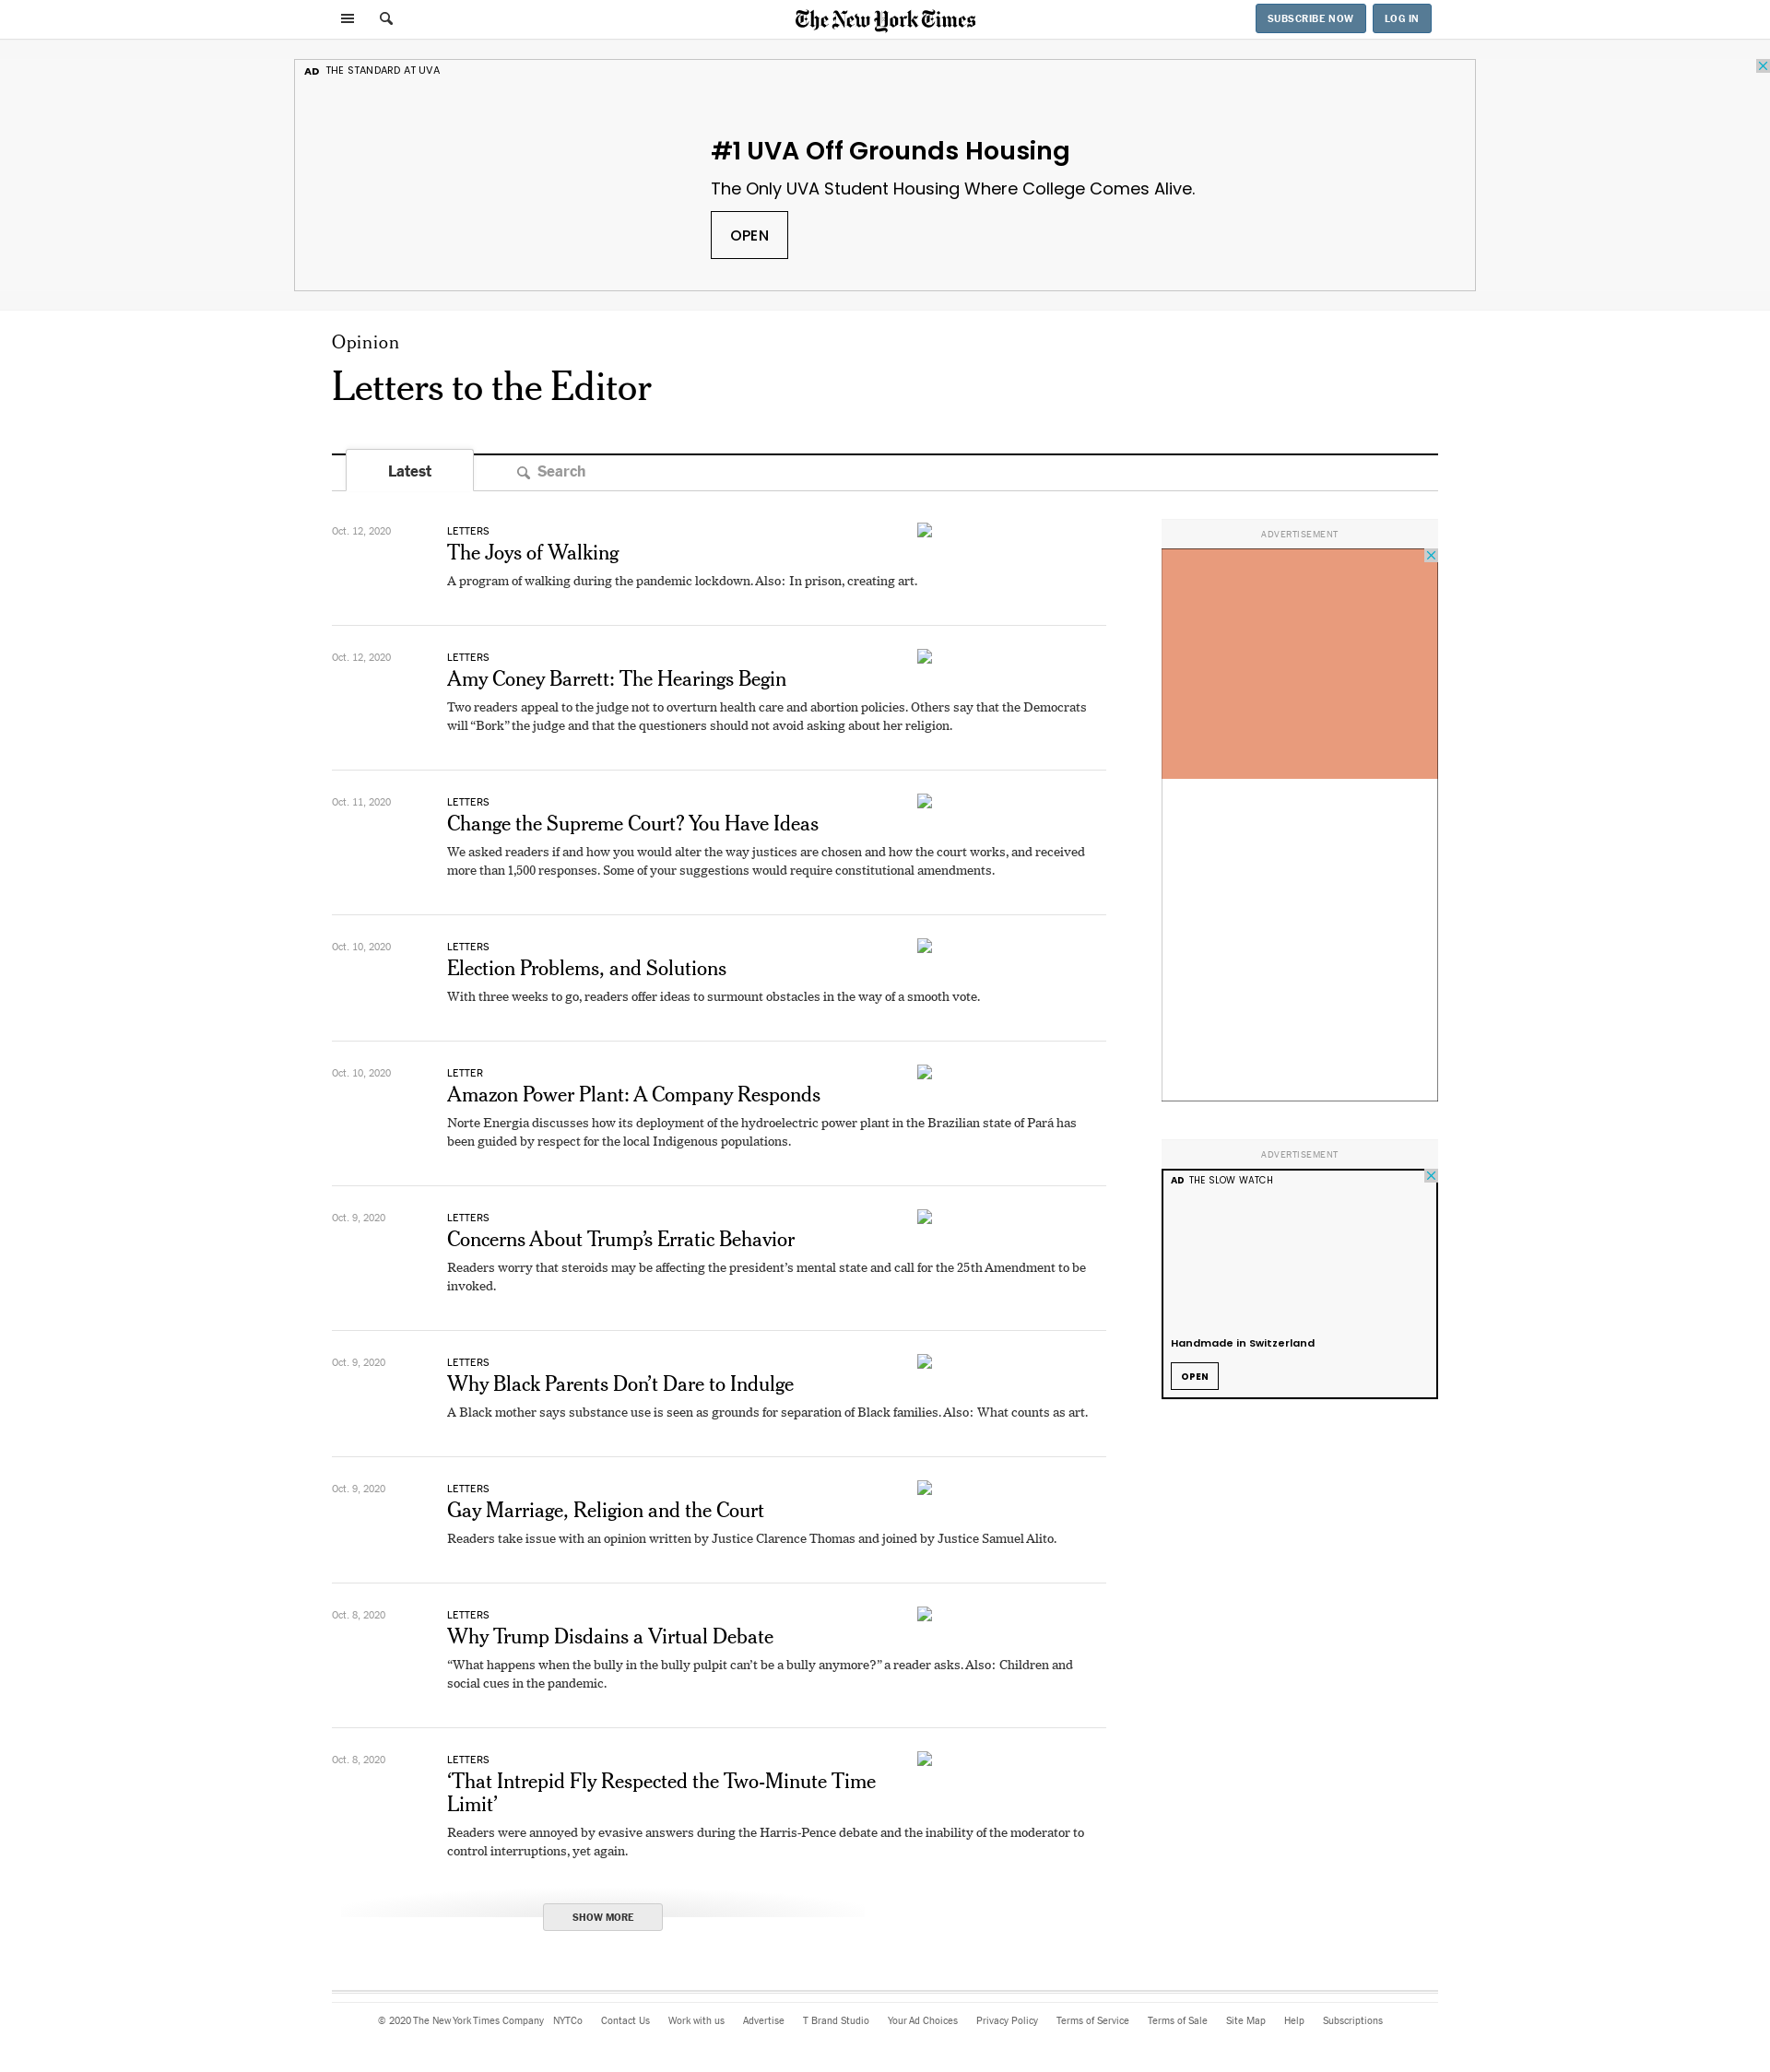 The New York Times
SUBSCRIBE NOW
LOG IN
AD THE STANDARD AT UVA
#1 UVA Off Grounds Housing
The Only UVA Student Housing Where College Comes Alive.
OPEN
Opinion
Letters to the Editor
Latest
Search
Oct. 12, 2020
LETTERS
The Joys of Walking
A program of walking during the pandemic lockdown. Also: In prison, creating art.
Oct. 12, 2020
LETTERS
Amy Coney Barrett: The Hearings Begin
Two readers appeal to the judge not to overturn health care and abortion policies. Others say that the Democrats
will “Bork” the judge and that the questioners should not avoid asking about her religion.
Oct. 11, 2020
LETTERS
Change the Supreme Court? You Have Ideas
We asked readers if and how you would alter the way justices are chosen and how the court works, and received
more than 1,500 responses. Some of your suggestions would require constitutional amendments.
Oct. 10, 2020
LETTERS
Election Problems, and Solutions
With three weeks to go, readers offer ideas to surmount obstacles in the way of a smooth vote.
Oct. 10, 2020
LETTER
Amazon Power Plant: A Company Responds
Norte Energia discusses how its deployment of the hydroelectric power plant in the Brazilian state of Pará has
been guided by respect for the local Indigenous populations.
Oct. 9, 2020
LETTERS
Concerns About Trump’s Erratic Behavior
Readers worry that steroids may be affecting the president’s mental state and call for the 25th Amendment to be
invoked.
Oct. 9, 2020
LETTERS
Why Black Parents Don’t Dare to Indulge
A Black mother says substance use is seen as grounds for separation of Black families. Also: What counts as art.
Oct. 9, 2020
LETTERS
Gay Marriage, Religion and the Court
Readers take issue with an opinion written by Justice Clarence Thomas and joined by Justice Samuel Alito.
Oct. 8, 2020
LETTERS
Why Trump Disdains a Virtual Debate
“What happens when the bully in the bully pulpit can’t be a bully anymore?” a reader asks. Also: Children and
social cues in the pandemic.
Oct. 8, 2020
LETTERS
‘That Intrepid Fly Respected the Two-Minute Time
Limit’
Readers were annoyed by evasive answers during the Harris-Pence debate and the inability of the moderator to
control interruptions, yet again.
SHOW MORE
ADVERTISEMENT
ADVERTISEMENT
AD THE SLOW WATCH
Handmade in Switzerland
OPEN
© 2020 The New York Times Company NYTCo Contact Us Work with us Advertise T Brand Studio Your Ad Choices Privacy Policy Terms of Service Terms of Sale Site Map Help Subscriptions